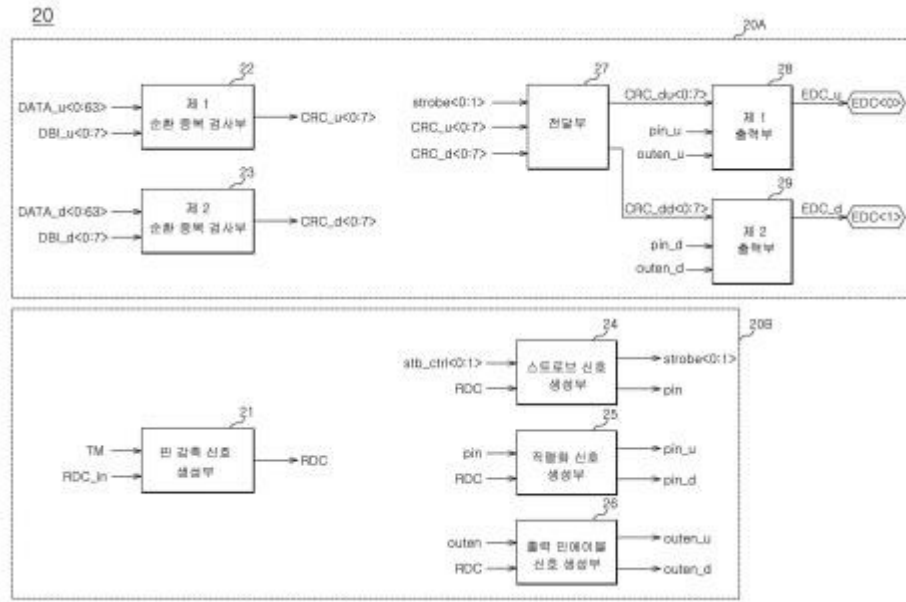 20
20A
22
제 1
순환 중복 검사부
DATA_u<0:63>
DBI_u<0:7>
CRC_u<0:7>
23
제 2
순환 중복 검사부
DATA_d<0:63>
DBI_d<0:7>
CRC_d<0:7>
27
전달부
strobe<0:1>
CRC_u<0:7>
CRC_d<0:7>
CRC_du<0:7>
28
제 1
출력부
pin_u
outen_u
EDC_u
EDC<0>
CRC_dd<0:7>
29
제 2
출력부
pin_d
outen_d
EDC_d
EDC<1>
20B
21
핀 감축 신호
생성부
TM
RDC_in
RDC
24
스트로브 신호
생성부
stb_ctrl<0:1>
RDC
strobe<0:1>
pin
25
직렬화 신호
생성부
pin
RDC
pin_u
pin_d
26
출력 인에이블
신호 생성부
outen
RDC
outen_u
outen_d